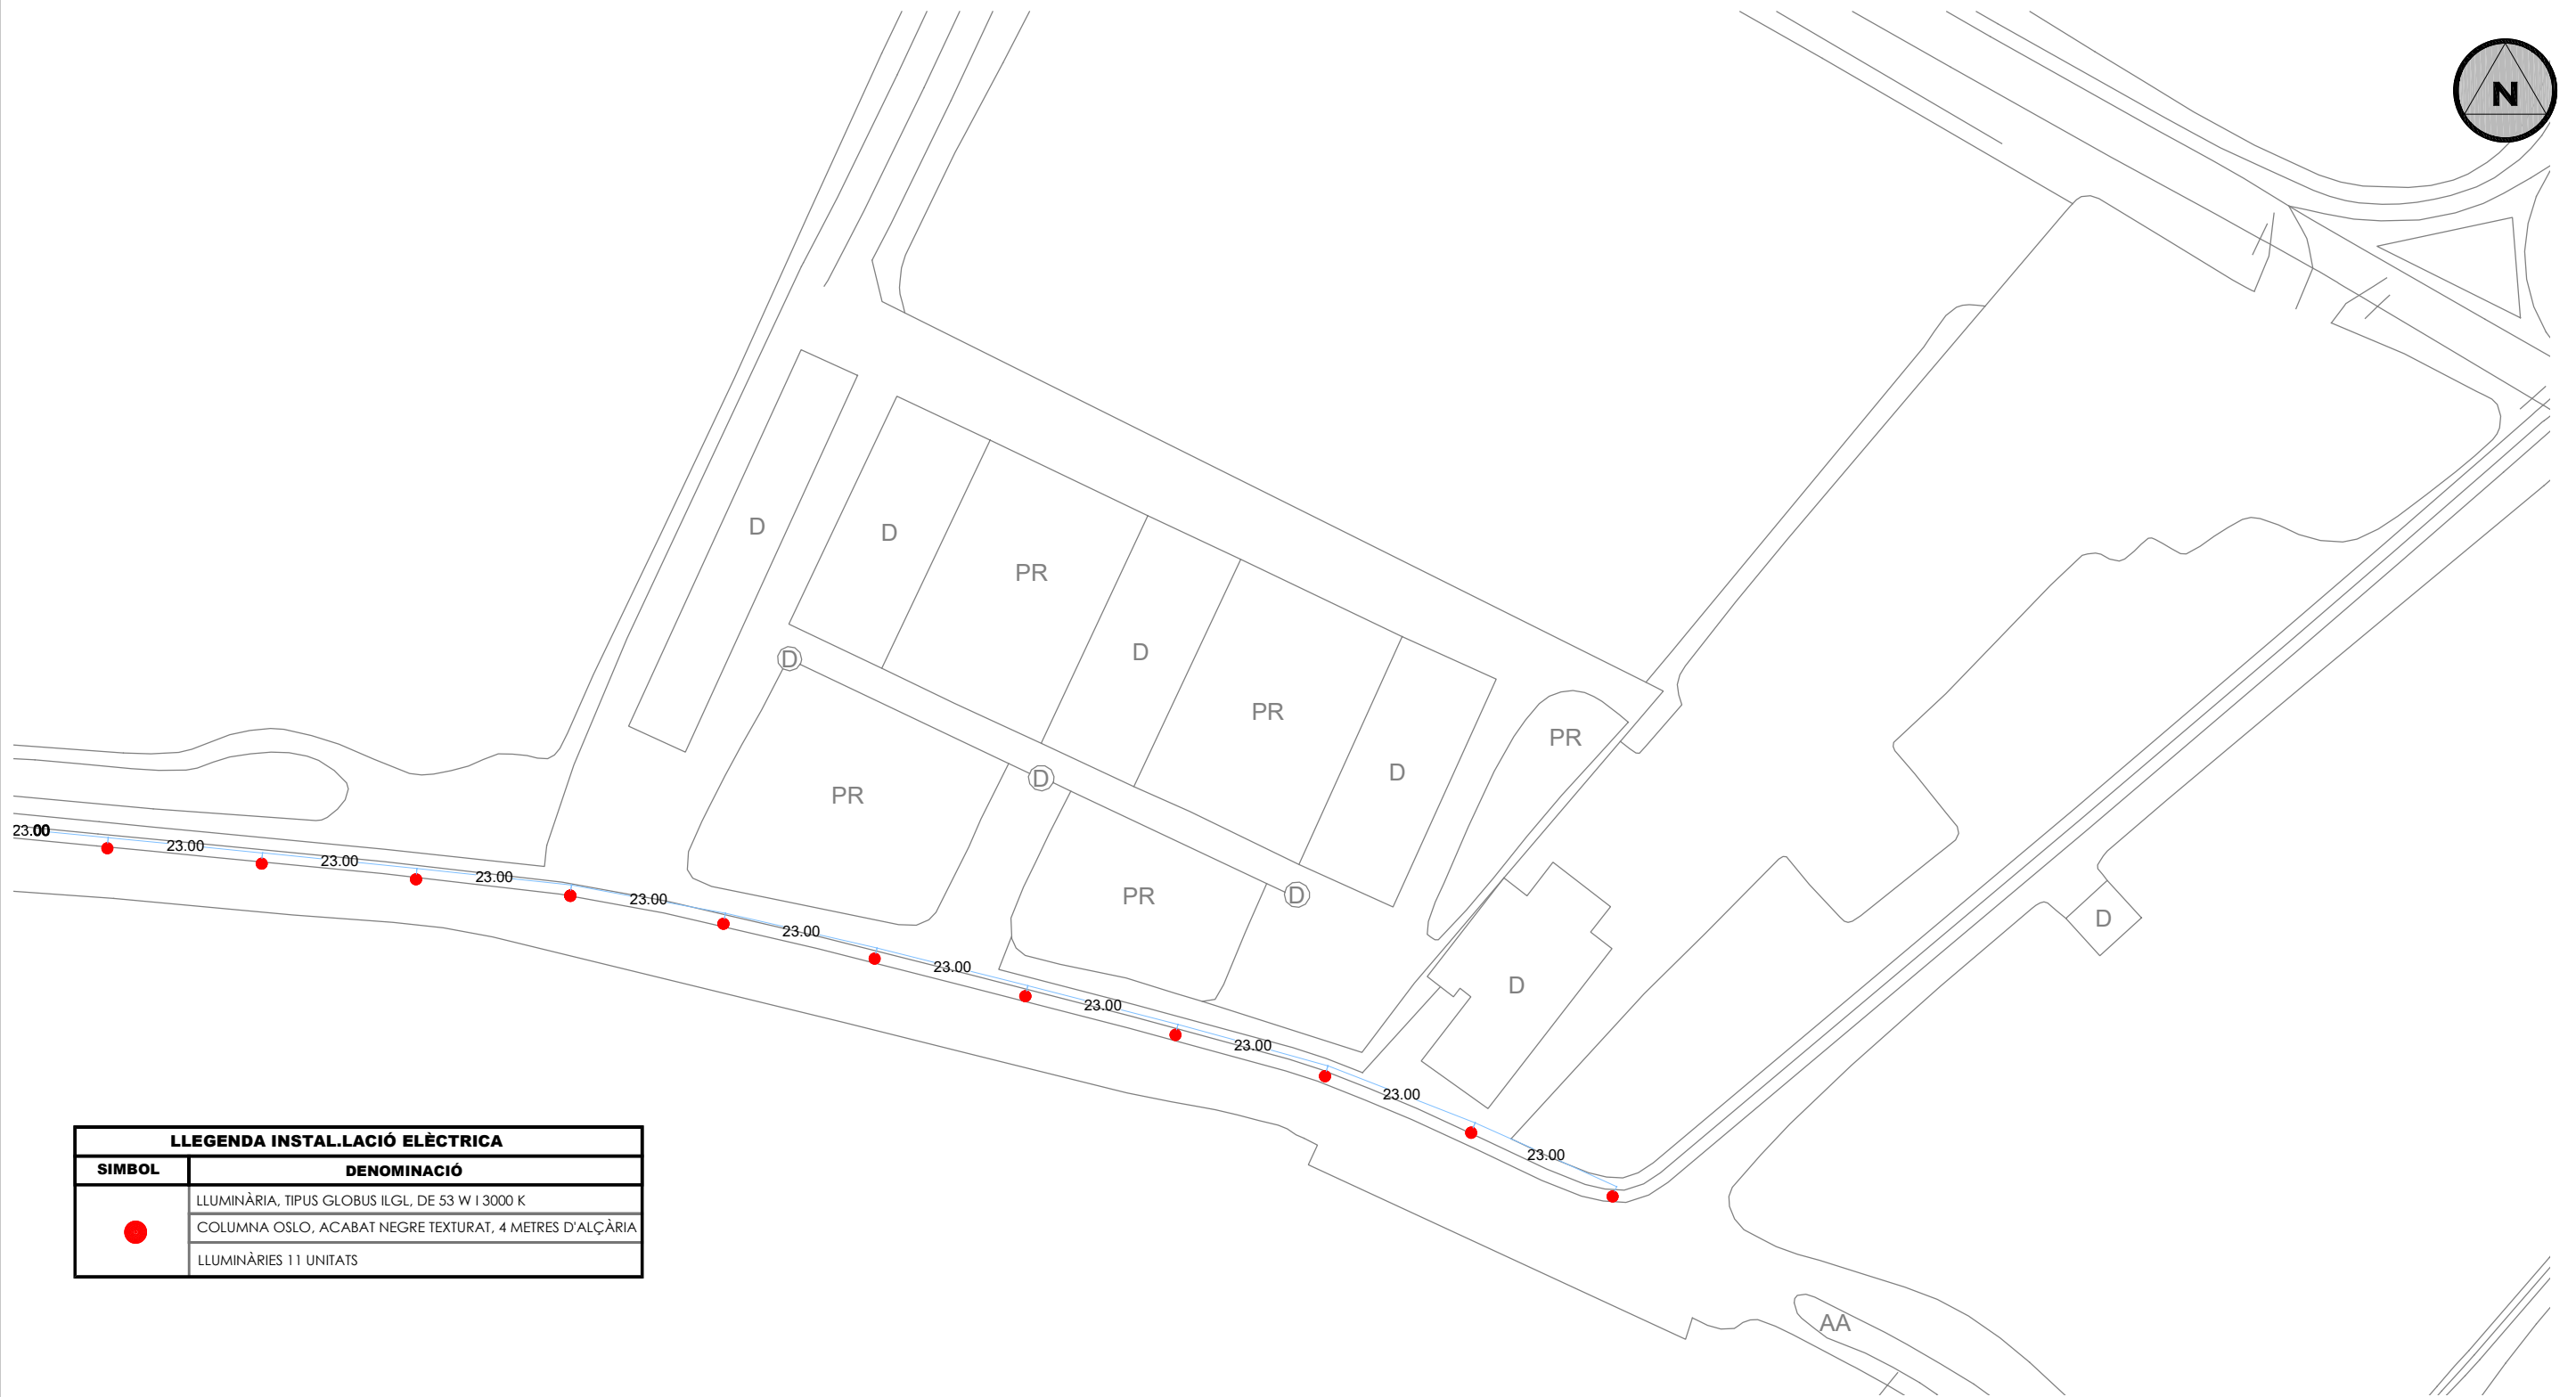 N
D
D
PR
D
D
PR
PR
D
D
PR
PR
D
D
D
D
23.00
23.00
23.00
23.00
23.00
23.00
23.00
23.00
23.00
23.00
23.00
AA
LLEGENDA INSTAL.LACIÓ ELÈCTRICA
SIMBOL DENOMINACIÓ
LLUMINÀRIA, TIPUS GLOBUS ILGL, DE 53 W I 3000 K
COLUMNA OSLO, ACABAT NEGRE TEXTURAT, 4 METRES D'ALÇÀRIA
LLUMINÀRIES 11 UNITATS